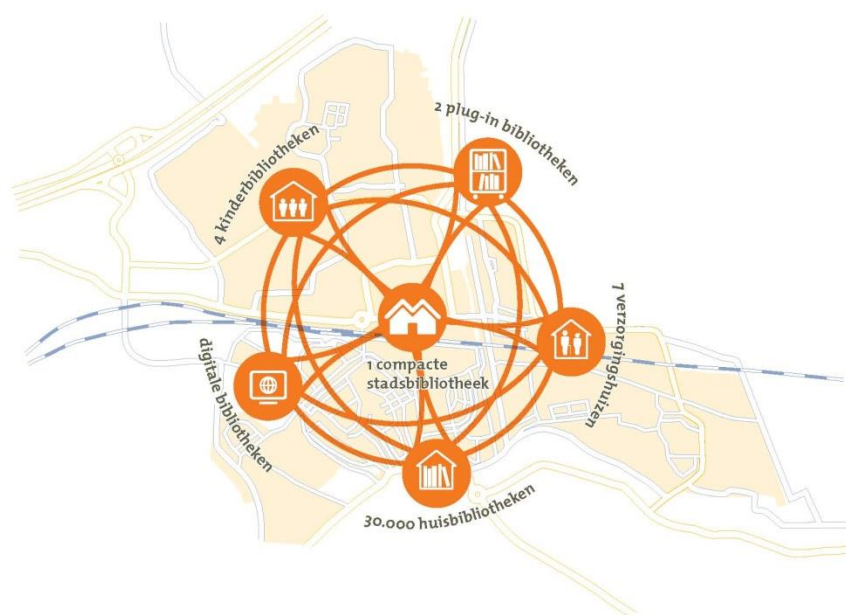 2 plug-in bibliotheken
4 kinderbibliotheken
7 verzorgingshuizen
1 compacte
stadsbibliotheek
digitale bibliotheken
30.000 huisbibliotheken